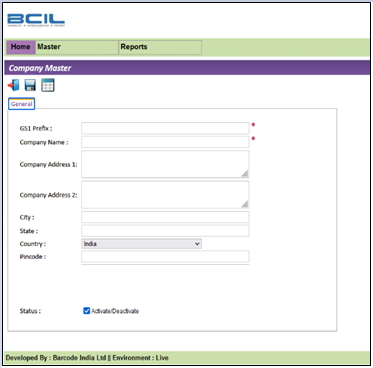 BCIL
Home Master Reports
Company Master
General
GS1 Prefix : *
Company Name : *
Company Address 1:
Company Address 2:
City :
State :
Country : India
Pincode :
Status : Activate/Deactivate
Developed By : Barcode India Ltd || Environment : Live